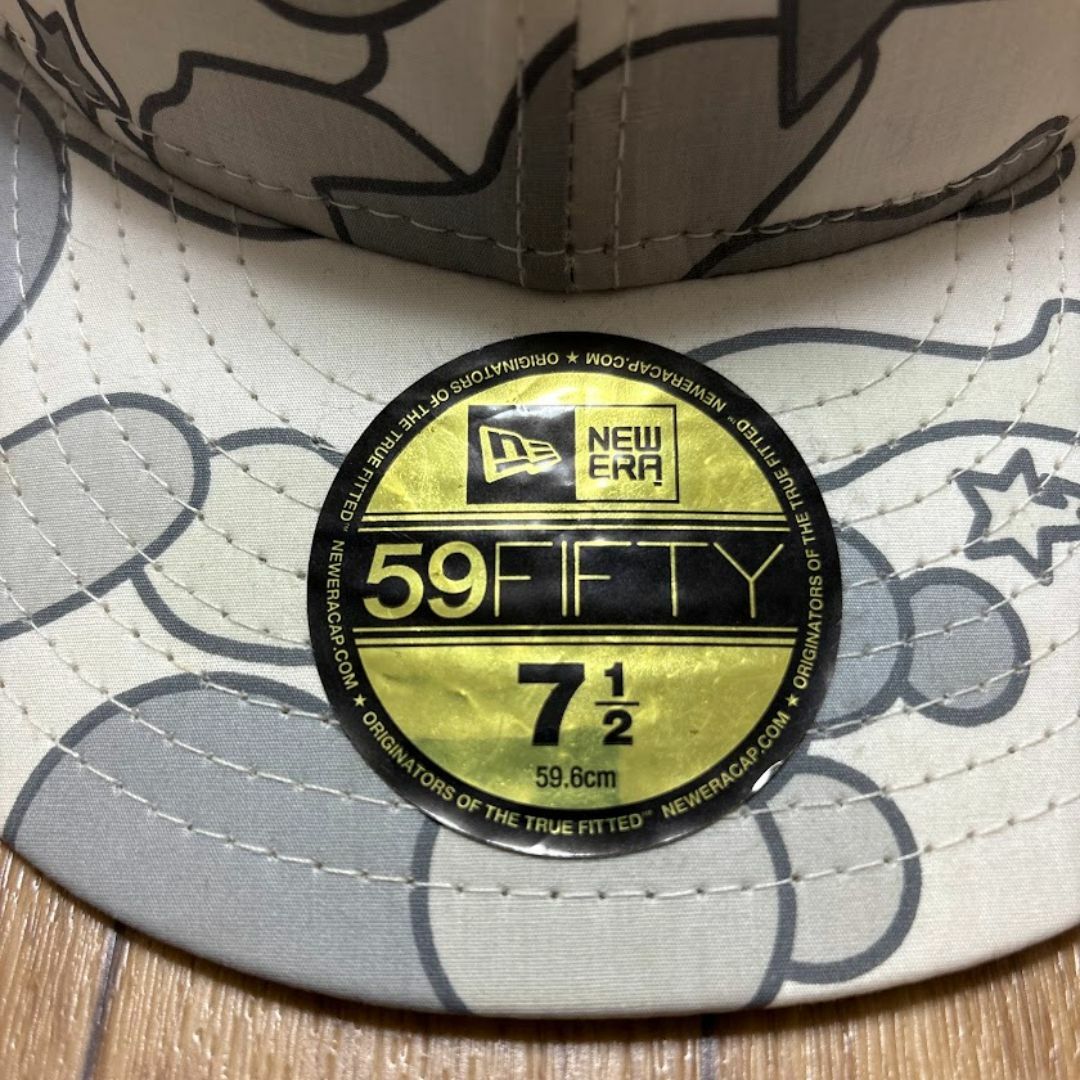 NEW
ERA
59FIFTY
7 1/2
59.6cm
ORIGINATORS OF THE TRUE FITTED™ NEWERACAP.COM ★ ORIGINATORS OF THE TRUE FITTED™ NEWERACAP.COM ★ ORIGINATORS OF THE TRUE FITTED™ NEWERACAP.COM ★